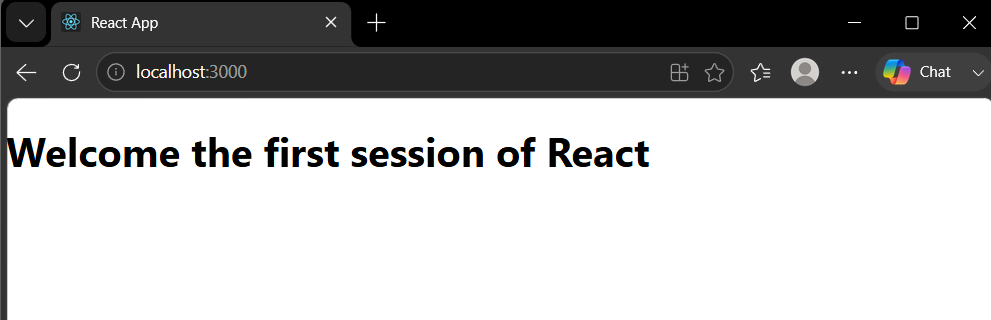 React App
localhost:3000
Chat
Welcome the first session of React